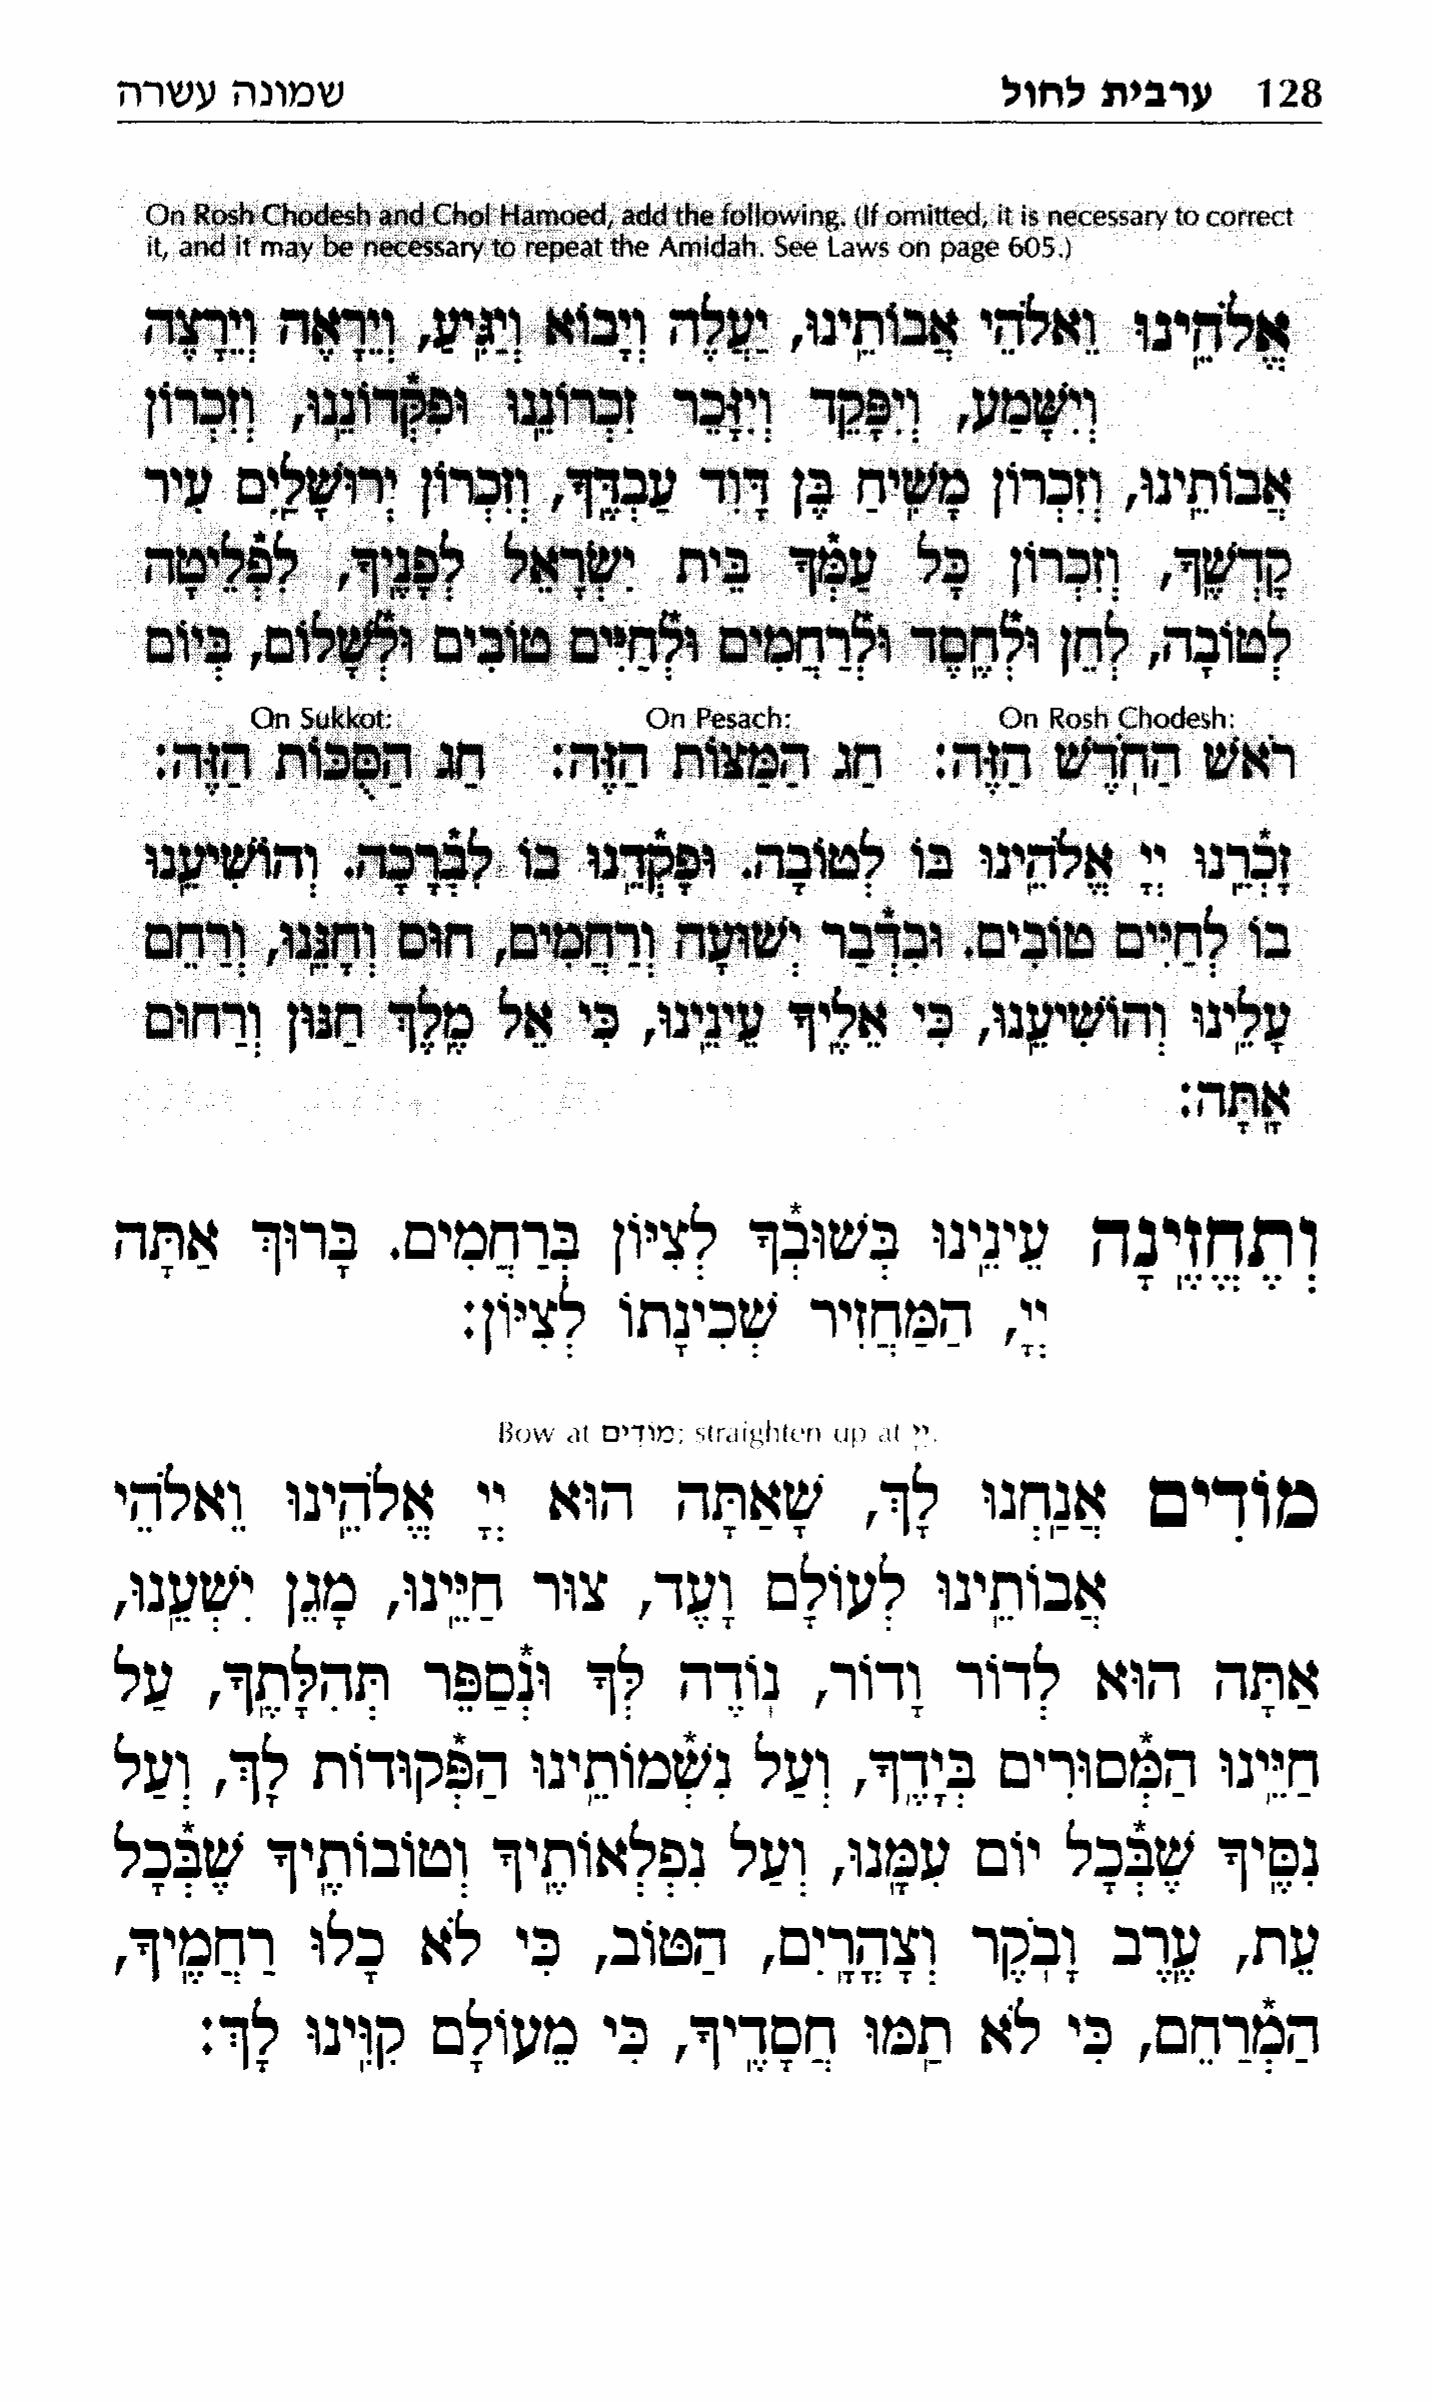 128 ערבית לחול שמונה עשרה
On Rosh Chodesh and Chol Hamoed, add the following. (If omitted, it is necessary to correct
it, and it may be necessary to repeat the Amidah. See Laws on page 605.)
אֱלֹהֵינוּ וֵאלֹהֵי אֲבוֹתֵינוּ, יַעֲלֶה וְיָבוֹא וְיַגִּיעַ, וְיֵרָאֶה וְיֵרָצֶה
וְיִשָּׁמַע, וְיִפָּקֵד וְיִזָּכֵר זִכְרוֹנֵנוּ וּפִקְּדוֹנֵנוּ, וְזִכְרוֹן
אֲבוֹתֵינוּ, וְזִכְרוֹן מָשִׁיחַ בֶּן דָּוִד עַבְדֶּךָ, וְזִכְרוֹן יְרוּשָׁלַיִם עִיר
קָדְשֶׁךָ, וְזִכְרוֹן כָּל עַמְּךָ בֵּית יִשְׂרָאֵל לְפָנֶיךָ, לִפְלֵיטָה
לְטוֹבָה, לְחֵן וּלְחֶסֶד וּלְרַחֲמִים וּלְחַיִּים טוֹבִים וּלְשָׁלוֹם, בְּיוֹם
On Rosh Chodesh: On Pesach: On Sukkot:
רֹאשׁ הַחֹדֶשׁ הַזֶּה: חַג הַמַּצּוֹת הַזֶּה: חַג הַסֻּכּוֹת הַזֶּה:
זָכְרֵנוּ יְיָ אֱלֹהֵינוּ בּוֹ לְטוֹבָה. וּפָקְדֵנוּ בוֹ לִבְרָכָה. וְהוֹשִׁיעֵנוּ
בוֹ לְחַיִּים טוֹבִים. וּבִדְבַר יְשׁוּעָה וְרַחֲמִים, חוּס וְחָנֵּנוּ, וְרַחֵם
עָלֵינוּ וְהוֹשִׁיעֵנוּ, כִּי אֵלֶיךָ עֵינֵינוּ, כִּי אֵל מֶלֶךְ חַנּוּן וְרַחוּם
אָתָּה:
וְתֶחֱזֶינָה עֵינֵינוּ בְּשׁוּבְךָ לְצִיּוֹן בְּרַחֲמִים. בָּרוּךְ אַתָּה
יְיָ, הַמַּחֲזִיר שְׁכִינָתוֹ לְצִיּוֹן:
Bow at מוֹדִים; straighten up at יְיָ.
מוֹדִים אֲנַחְנוּ לָךְ, שָׁאַתָּה הוּא יְיָ אֱלֹהֵינוּ וֵאלֹהֵי
אֲבוֹתֵינוּ לְעוֹלָם וָעֶד, צוּר חַיֵּינוּ, מָגֵן יִשְׁעֵנוּ,
אַתָּה הוּא לְדוֹר וָדוֹר, נוֹדֶה לְּךָ וּנְסַפֵּר תְּהִלָּתֶךָ, עַל
חַיֵּינוּ הַמְּסוּרִים בְּיָדֶךָ, וְעַל נִשְׁמוֹתֵינוּ הַפְּקוּדוֹת לָךְ, וְעַל
נִסֶּיךָ שֶׁבְּכָל יוֹם עִמָּנוּ, וְעַל נִפְלְאוֹתֶיךָ וְטוֹבוֹתֶיךָ שֶׁבְּכָל
עֵת, עֶרֶב וָבֹקֶר וְצָהֳרָיִם, הַטּוֹב, כִּי לֹא כָלוּ רַחֲמֶיךָ,
הַמְרַחֵם, כִּי לֹא תַמּוּ חֲסָדֶיךָ, כִּי מֵעוֹלָם קִוִּינוּ לָךְ: